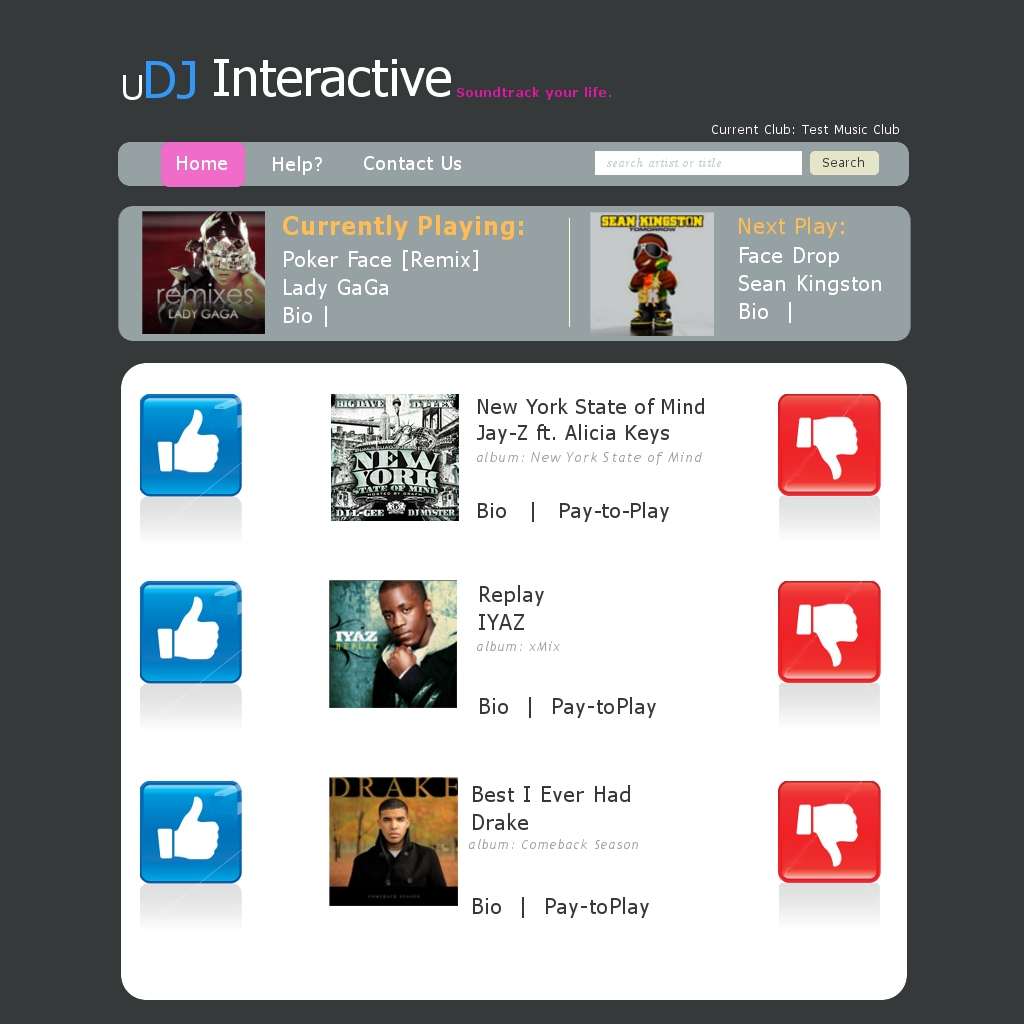 uDJ Interactive Soundtrack your life.
Current Club: Test Music Club
Home Help? Contact Us search artist or title Search
remixes
LADY GAGA
Currently Playing:
Poker Face [Remix]
Lady GaGa
Bio |
SEAN KINGSTON
TOMORROW
SK
Next Play:
Face Drop
Sean Kingston
Bio |
BIG DAVE
NEW
YORK
STATE OF MIND
HOSTED BY
DJ L-GEE DJ MYSTER
New York State of Mind
Jay-Z ft. Alicia Keys
album: New York State of Mind
Bio | Pay-to-Play
IYAZ
REPLAY
Replay
IYAZ
album: xMix
Bio | Pay-toPlay
DRAKE
COMEBACK SEASON
Best I Ever Had
Drake
album: Comeback Season
Bio | Pay-toPlay